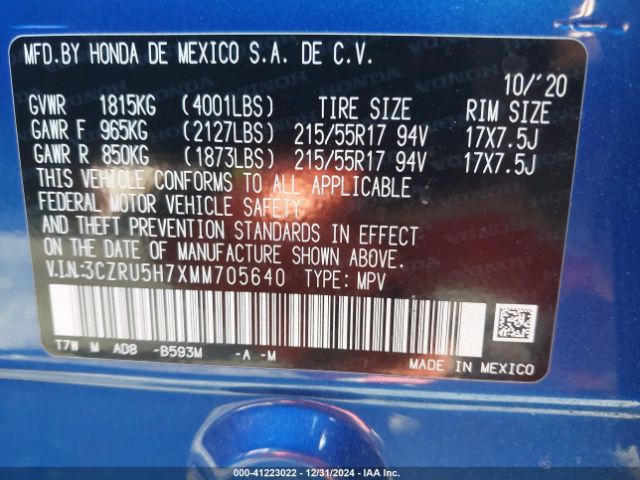 MFD. BY HONDA DE MEXICO S.A. DE C.V.
10/'20
GVWR 1815KG (4001LBS) TIRE SIZE RIM SIZE
GAWR F 965KG (2127LBS) 215/55R17 94V 17X7.5J
GAWR R 850KG (1873LBS) 215/55R17 94V 17X7.5J
THIS VEHICLE CONFORMS TO ALL APPLICABLE
FEDERAL MOTOR VEHICLE SAFETY
AND THEFT PREVENTION STANDARDS IN EFFECT
ON THE DATE OF MANUFACTURE SHOWN ABOVE.
V.I.N.:3CZRU5H7XMM705640 TYPE: MPV
T7W M AD8 -B593M -A -M
MADE IN MEXICO
000-41223022 - 12/31/2024 - IAAI.COM